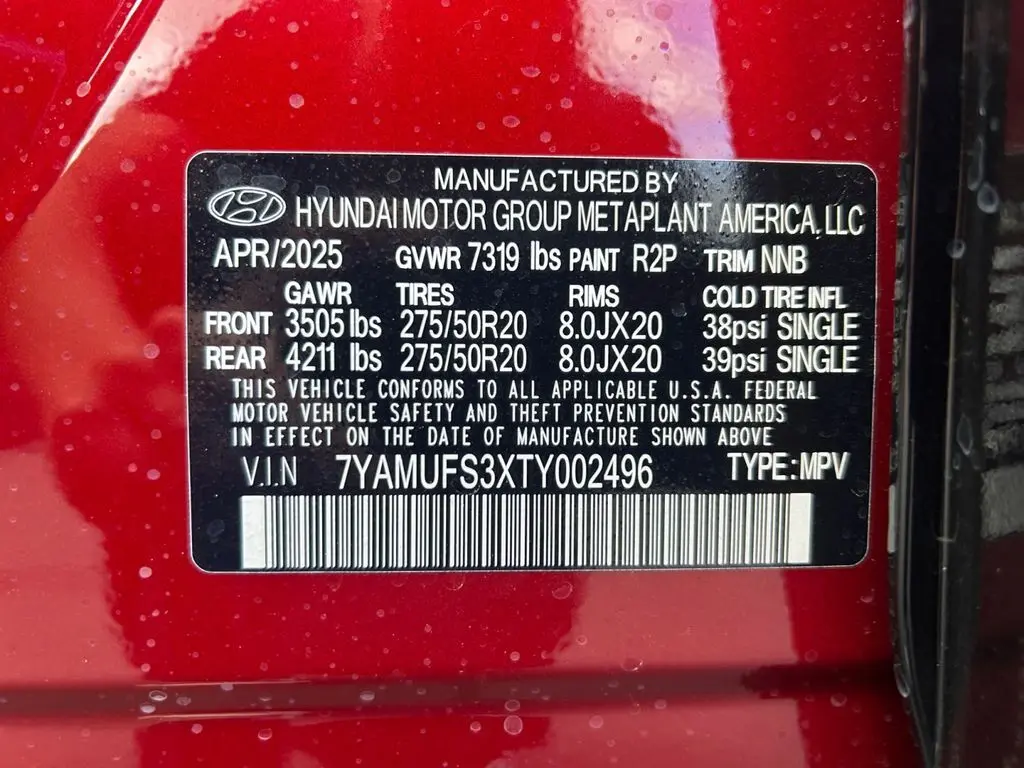 MANUFACTURED BY
HYUNDAI MOTOR GROUP METAPLANT AMERICA, LLC
APR/2025 GVWR 7319 lbs PAINT R2P TRIM NNB
GAWR TIRES RIMS COLD TIRE INFL
FRONT 3505 lbs 275/50R20 8.0JX20 38psi SINGLE
REAR 4211 lbs 275/50R20 8.0JX20 39psi SINGLE
THIS VEHICLE CONFORMS TO ALL APPLICABLE U.S.A. FEDERAL
MOTOR VEHICLE SAFETY AND THEFT PREVENTION STANDARDS
IN EFFECT ON THE DATE OF MANUFACTURE SHOWN ABOVE
V.I.N 7YAMUFS3XTY002496 TYPE:MPV